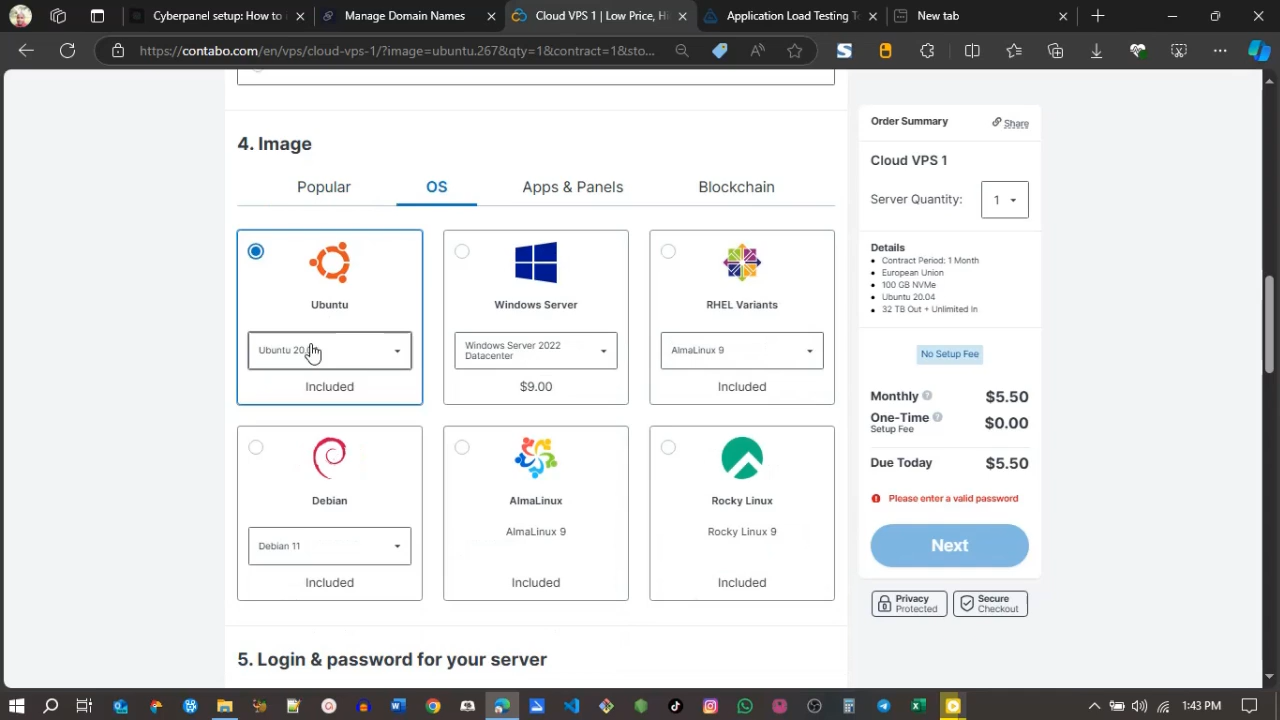 Cyberpanel setup: How to
Manage Domain Names
Cloud VPS 1 | Low Price, Hi
Application Load Testing To
New tab
https://contabo.com/en/vps/cloud-vps-1/?image=ubuntu.267&qty=1&contract=1&sto...
4. Image
Popular
OS
Apps & Panels
Blockchain
Ubuntu
Ubuntu 20.04
Included
Windows Server
Windows Server 2022
Datacenter
$9.00
RHEL Variants
AlmaLinux 9
Included
Debian
Debian 11
Included
AlmaLinux
AlmaLinux 9
Included
Rocky Linux
Rocky Linux 9
Included
5. Login & password for your server
Order Summary
Share
Cloud VPS 1
Server Quantity:
1
Details
Contract Period: 1 Month
European Union
100 GB NVMe
Ubuntu 20.04
32 TB Out + Unlimited In
No Setup Fee
Monthly
$5.50
One-Time
Setup Fee
$0.00
Due Today
$5.50
Please enter a valid password
Next
Privacy
Protected
Secure
Checkout
1:43 PM